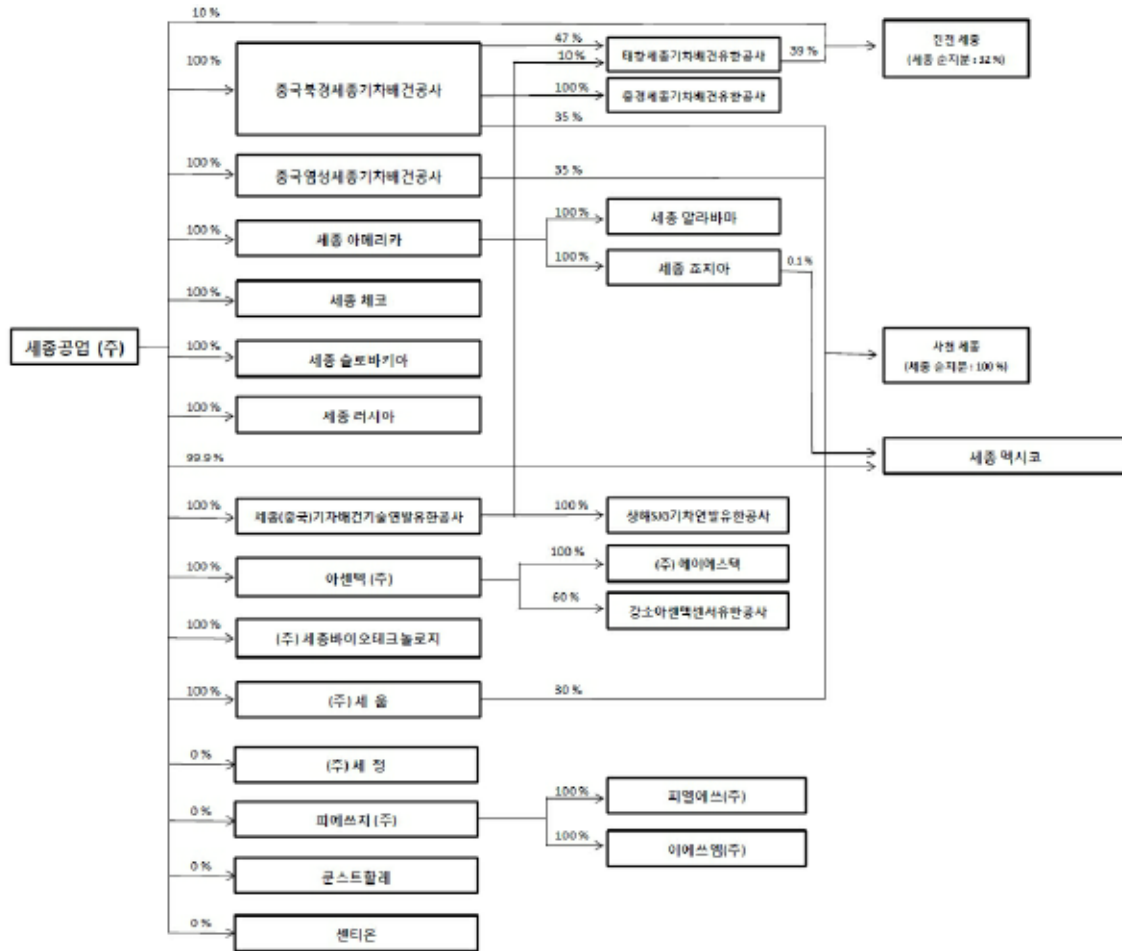 10 %
47 %
10 %
39 %
100 %
중국북경세종기차배건공사
태창세종기차배건유한공사
(세종 순지분 : 32 %)
100 %
중경세종기차배건유한공사
35 %
100 %
중국염성세종기차배건공사
35 %
100 %
세종 아메리카
100 %
세종 알라바마
100 %
세종 조지아
0.1 %
100 %
세종 체코
세종공업 (주)
100 %
세종 슬로바키아
사천 세종
(세종 순지분 : 100 %)
100 %
세종 러시아
99.9 %
세종 멕시코
100 %
세종(중국)기차배건기술연발유한공사
100 %
상해SJG기차연발유한공사
100 %
아센텍 (주)
100 %
(주) 에이에스텍
60 %
강소아센텍센서유한공사
100 %
(주) 세종바이오테크놀로지
100 %
(주) 세 움
30 %
0 %
(주) 세 정
0 %
피에쓰지 (주)
100 %
피엘에쓰(주)
100 %
이에쓰엠(주)
0 %
쿤스트할레
0 %
센티온